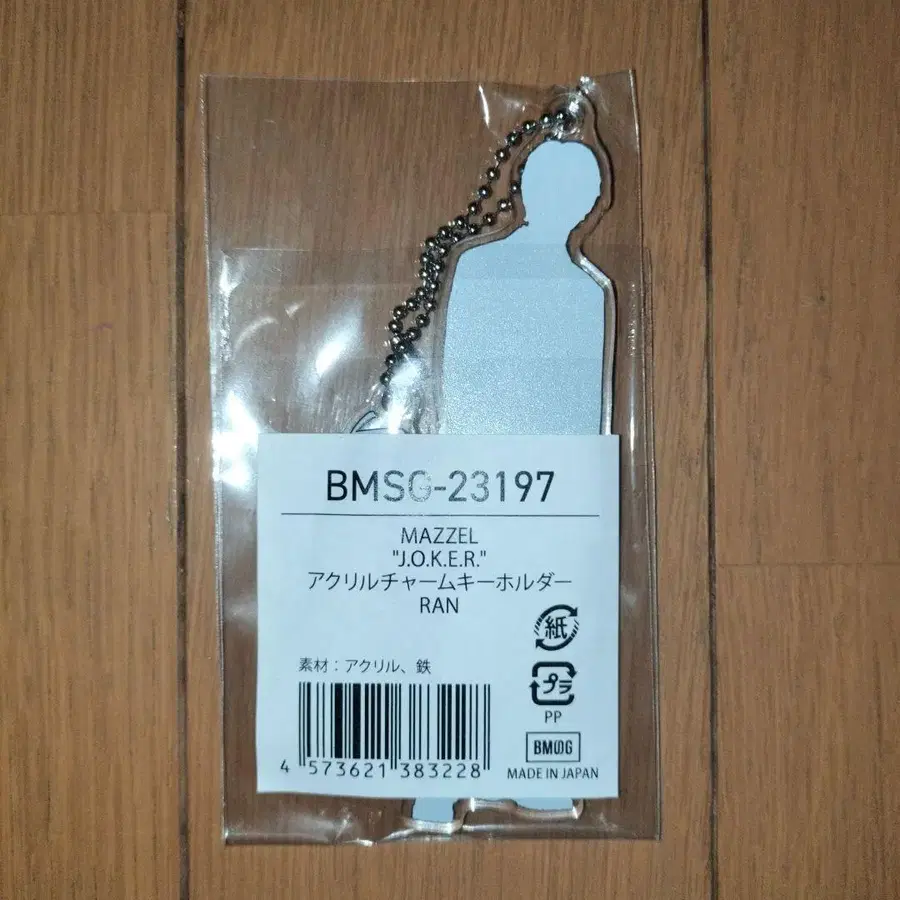 BMSG-23197
MAZZEL
"J.O.K.E.R."
アクリルチャームキーホルダー
RAN
紙
素材：アクリル、鉄
プラ
PP
BMSG
4 573621 383228
MADE IN JAPAN